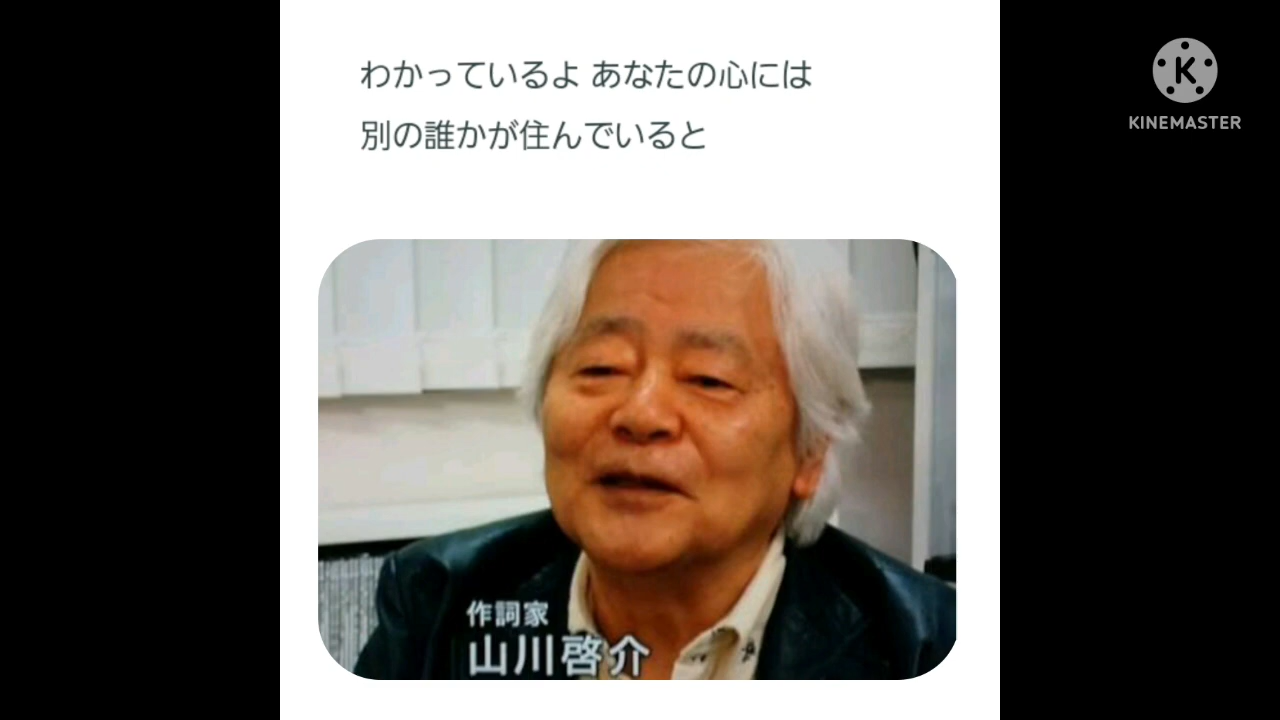 わかっているよ あなたの心には
別の誰かが住んでいると
KINEMASTER
作詞家
山川啓介